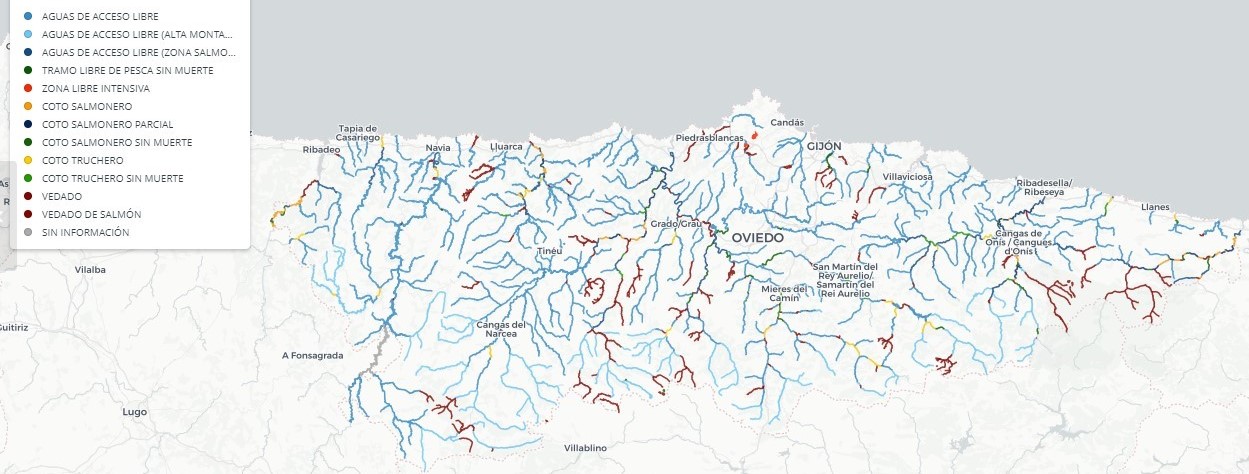 AGUAS DE ACCESO LIBRE
AGUAS DE ACCESO LIBRE (ALTA MONTA...
AGUAS DE ACCESO LIBRE (ZONA SALMO...
TRAMO LIBRE DE PESCA SIN MUERTE
ZONA LIBRE INTENSIVA
COTO SALMONERO
COTO SALMONERO PARCIAL
COTO SALMONERO SIN MUERTE
COTO TRUCHERO
COTO TRUCHERO SIN MUERTE
VEDADO
VEDADO DE SALMÓN
SIN INFORMACIÓN
Candás
Tapia de
Casariego
Piedrasblancas
Ribadeo
Navia
Lluarca
GIJÓN
Villaviciosa
Ribadesella/
Ribeseya
Llanes
Grado/Grau
OVIEDO
Cangas de
Onís / Cangues
d'Onís
Tinéu
Vilalba
San Martín del
Rey Aurelio/
Samartín del
Rei Aurelio
Mieres del
Camín
Guitiriz
Cangas del
Narcea
A Fonsagrada
Lugo
Villablino